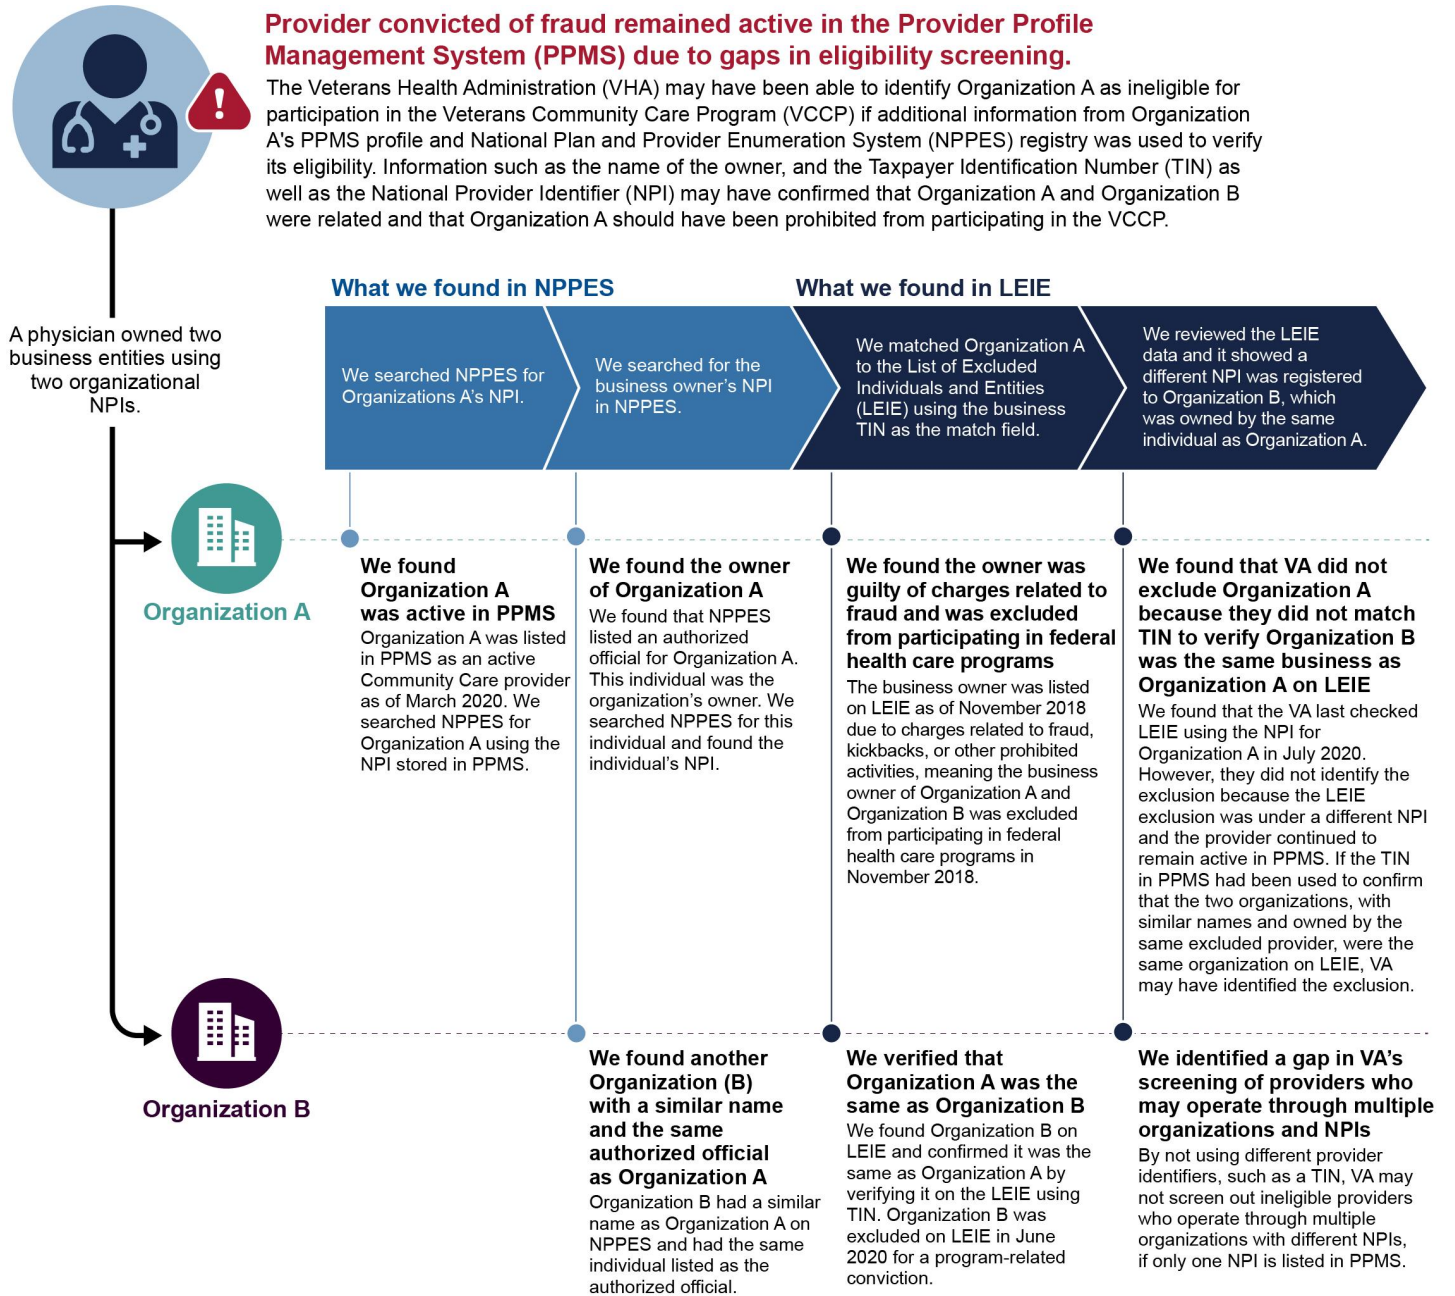 Provider convicted of fraud remained active in the Provider Profile
Management System (PPMS) due to gaps in eligibility screening.
The Veterans Health Administration (VHA) may have been able to identify Organization A as ineligible for
participation in the Veterans Community Care Program (VCCP) if additional information from Organization
A's PPMS profile and National Plan and Provider Enumeration System (NPPES) registry was used to verify
its eligibility. Information such as the name of the owner, and the Taxpayer Identification Number (TIN) as
well as the National Provider Identifier (NPI) may have confirmed that Organization A and Organization B
were related and that Organization A should have been prohibited from participating in the VCCP.
A physician owned two
business entities using
two organizational
NPIs.
What we found in NPPES
We searched NPPES for
Organizations A's NPI.
We searched for the
business owner's NPI
in NPPES.
What we found in LEIE
We matched Organization A
to the List of Excluded
Individuals and Entities
(LEIE) using the business
TIN as the match field.
We reviewed the LEIE
data and it showed a
different NPI was registered
to Organization B, which
was owned by the same
individual as Organization A.
Organization A
We found
Organization A
was active in PPMS
Organization A was listed
in PPMS as an active
Community Care provider
as of March 2020. We
searched NPPES for
Organization A using the
NPI stored in PPMS.
We found the owner
of Organization A
We found that NPPES
listed an authorized
official for Organization A.
This individual was the
organization's owner. We
searched NPPES for this
individual and found the
individual's NPI.
We found the owner was
guilty of charges related to
fraud and was excluded
from participating in federal
health care programs
The business owner was listed
on LEIE as of November 2018
due to charges related to fraud,
kickbacks, or other prohibited
activities, meaning the business
owner of Organization A and
Organization B was excluded
from participating in federal
health care programs in
November 2018.
We found that VA did not
exclude Organization A
because they did not match
TIN to verify Organization B
was the same business as
Organization A on LEIE
We found that the VA last checked
LEIE using the NPI for
Organization A in July 2020.
However, they did not identify the
exclusion because the LEIE
exclusion was under a different NPI
and the provider continued to
remain active in PPMS. If the TIN
in PPMS had been used to confirm
that the two organizations, with
similar names and owned by the
same excluded provider, were the
same organization on LEIE, VA
may have identified the exclusion.
Organization B
We found another
Organization (B)
with a similar name
and the same
authorized official
as Organization A
Organization B had a similar
name as Organization A on
NPPES and had the same
individual listed as the
authorized official.
We verified that
Organization A was the
same as Organization B
We found Organization B on
LEIE and confirmed it was the
same as Organization A by
verifying it on the LEIE using
TIN. Organization B was
excluded on LEIE in June
2020 for a program-related
conviction.
We identified a gap in VA's
screening of providers who
may operate through multiple
organizations and NPIs
By not using different provider
identifiers, such as a TIN, VA may
not screen out ineligible providers
who operate through multiple
organizations with different NPIs,
if only one NPI is listed in PPMS.